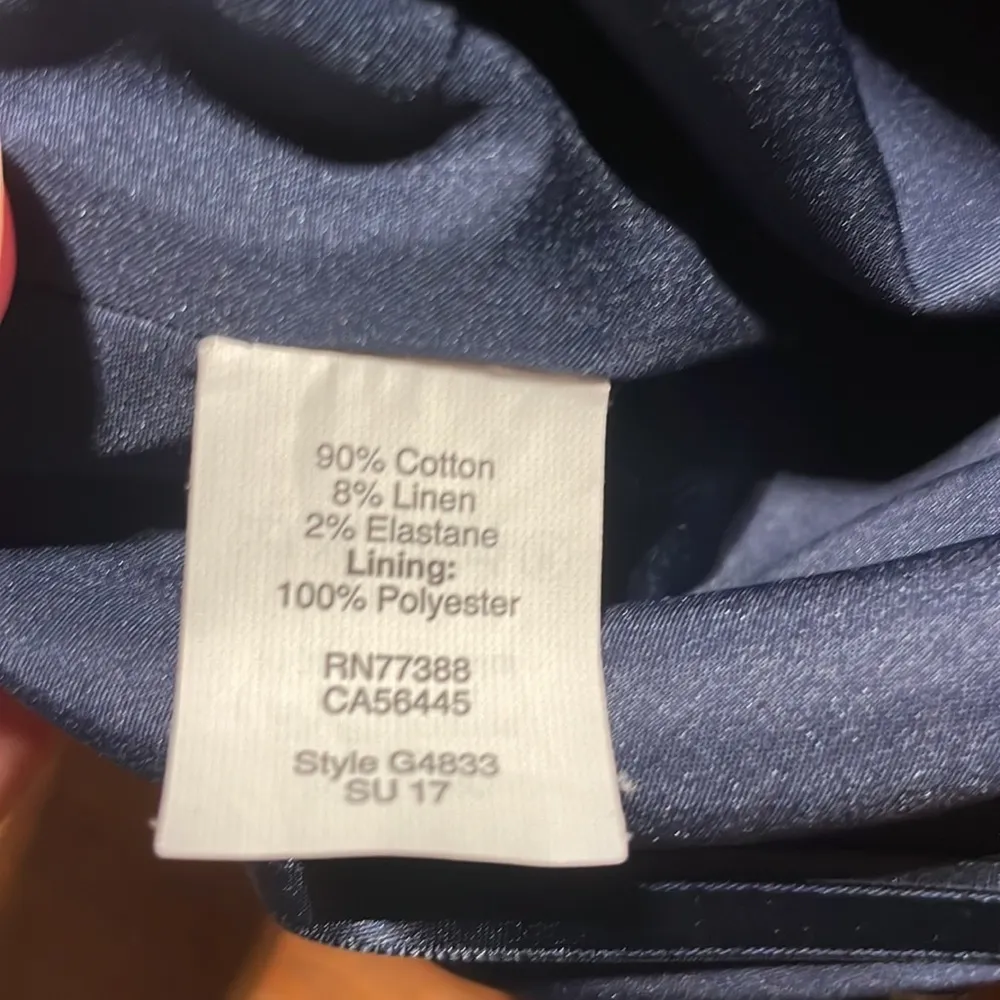 90% Cotton
8% Linen
2% Elastane
Lining:
100% Polyester
RN77388
CA56445
Style G4833
SU 17